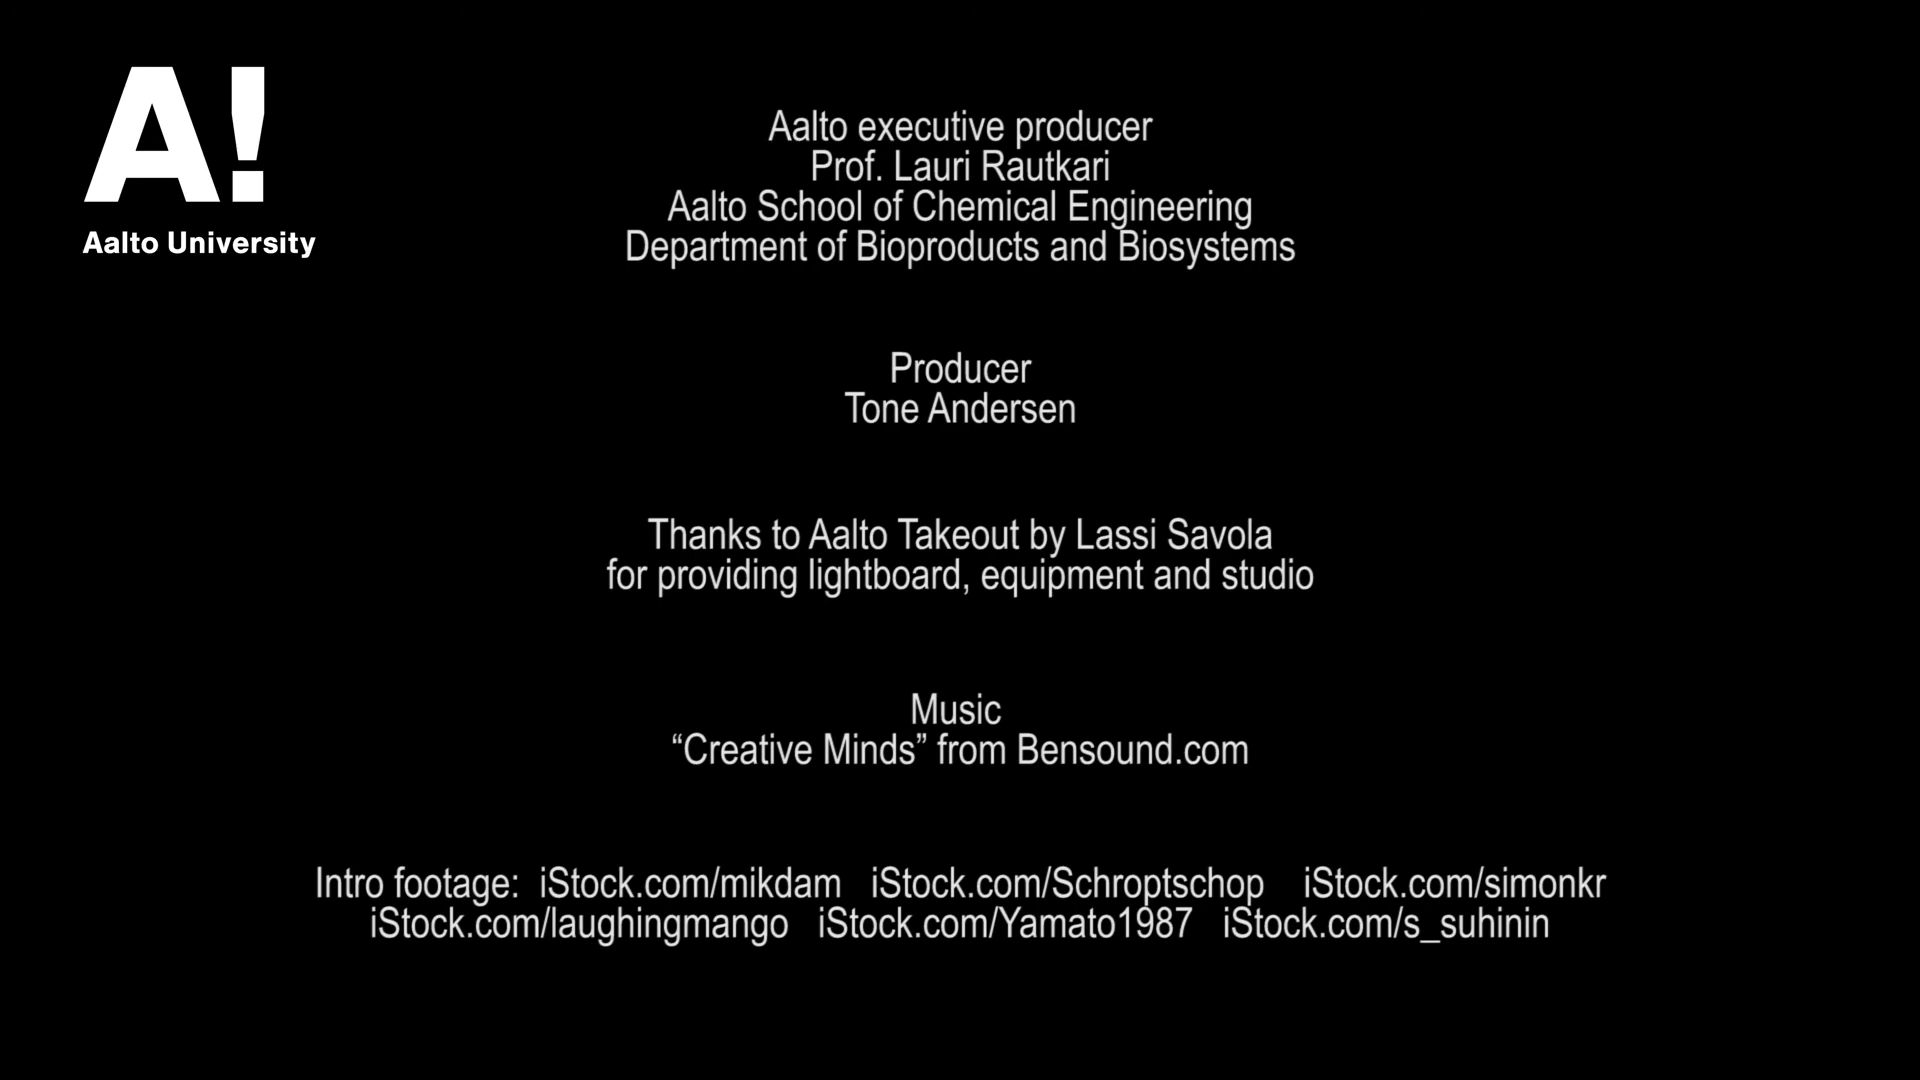 A!
Aalto University
Aalto executive producer
Prof. Lauri Rautkari
Aalto School of Chemical Engineering
Department of Bioproducts and Biosystems
Producer
Tone Andersen
Thanks to Aalto Takeout by Lassi Savola
for providing lightboard, equipment and studio
Music
“Creative Minds” from Bensound.com
Intro footage: iStock.com/mikdam iStock.com/Schroptschop iStock.com/simonkr
iStock.com/laughingmango iStock.com/Yamato1987 iStock.com/s_suhinin